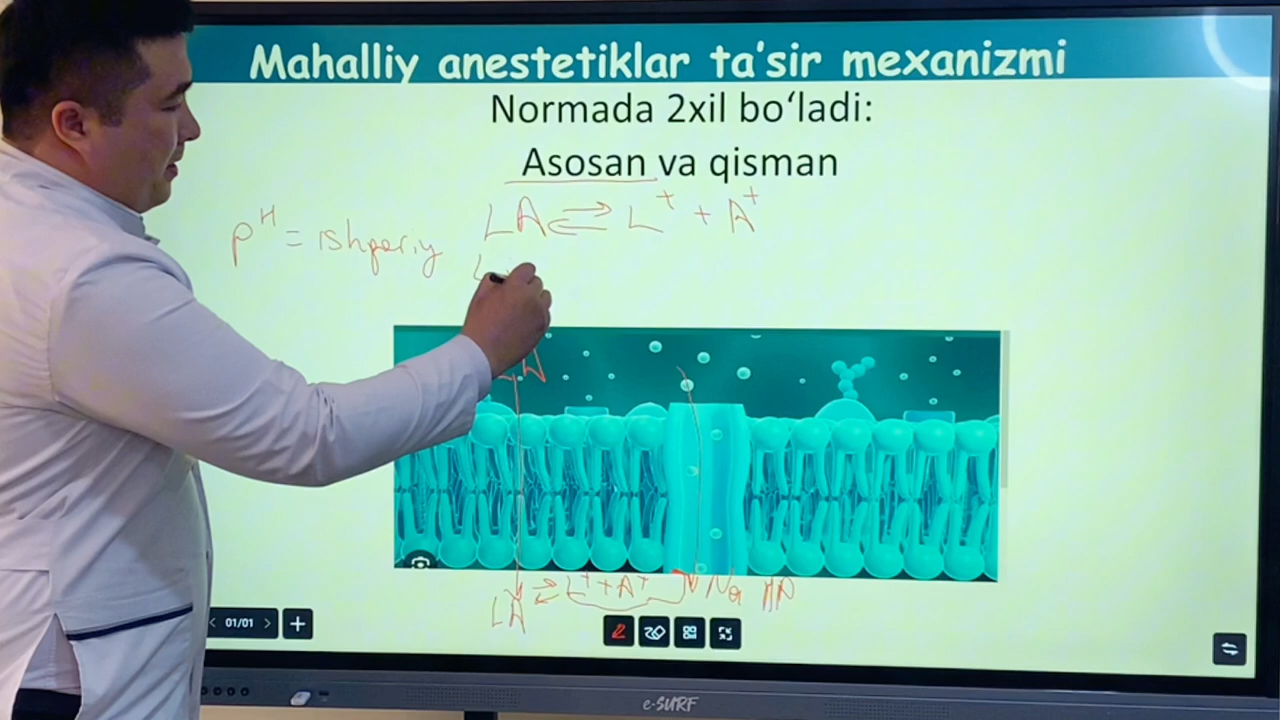 Mahalliy anestetiklar ta'sir mexanizmi
Normada 2xil bo‘ladi:
Asosan va qisman
LA ⇄ L⁺ + A⁺
pH = ishqoriy
LA ⇄ L⁺ + A⁺
Na
01/01
e-SURF